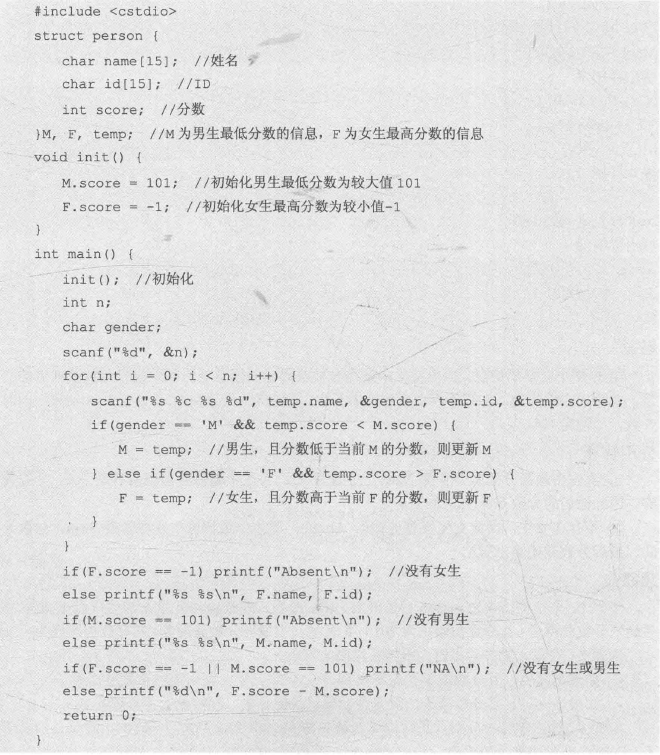 #include <cstdio>
struct person {
char name[15]; //姓名
char id[15]; //ID
int score; //分数
}M, F, temp; //M 为男生最低分数的信息，F 为女生最高分数的信息
void init() {
M.score = 101; //初始化男生最低分数为较大值 101
F.score = -1; //初始化女生最高分数为较小值-1
}
int main() {
init(); //初始化
int n;
char gender;
scanf("%d", &n);
for(int i = 0; i < n; i++) {
scanf("%s %c %s %d", temp.name, &gender, temp.id, &temp.score);
if(gender == 'M' && temp.score < M.score) {
M = temp; //男生，且分数低于当前 M 的分数，则更新 M
} else if(gender == 'F' && temp.score > F.score) {
F = temp; //女生，且分数高于当前 F 的分数，则更新 F
}
}
if(F.score == -1) printf("Absent\n"); //没有女生
else printf("%s %s\n", F.name, F.id);
if(M.score == 101) printf("Absent\n"); //没有男生
else printf("%s %s\n", M.name, M.id);
if(F.score == -1 || M.score == 101) printf("NA\n"); //没有女生或男生
else printf("%d\n", F.score - M.score);
return 0;
}